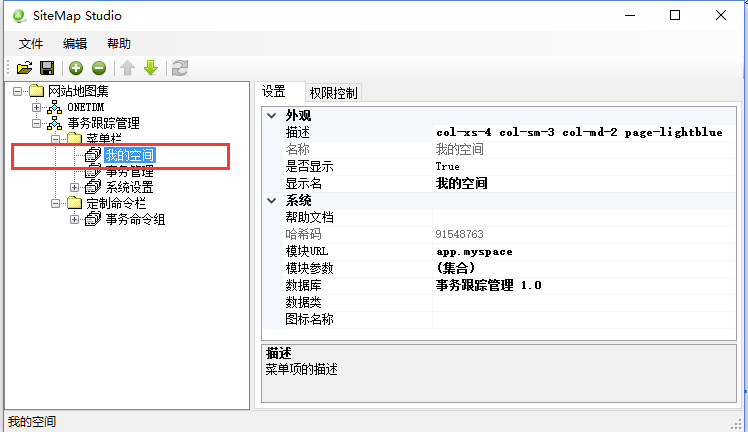 SiteMap Studio
文件 编辑 帮助
网站地图集
ONETDM
事务跟踪管理
菜单栏
我的空间
事务管理
系统设置
定制命令栏
事务命令组
设置 权限控制
外观
描述 col-xs-4 col-sm-3 col-md-2 page-lightblue
名称 我的空间
是否显示 True
显示名 我的空间
系统
帮助文档
哈希码 91548763
模块URL app.myspace
模块参数 (集合)
数据库 事务跟踪管理 1.0
数据类
图标名称
描述
菜单项的描述
我的空间